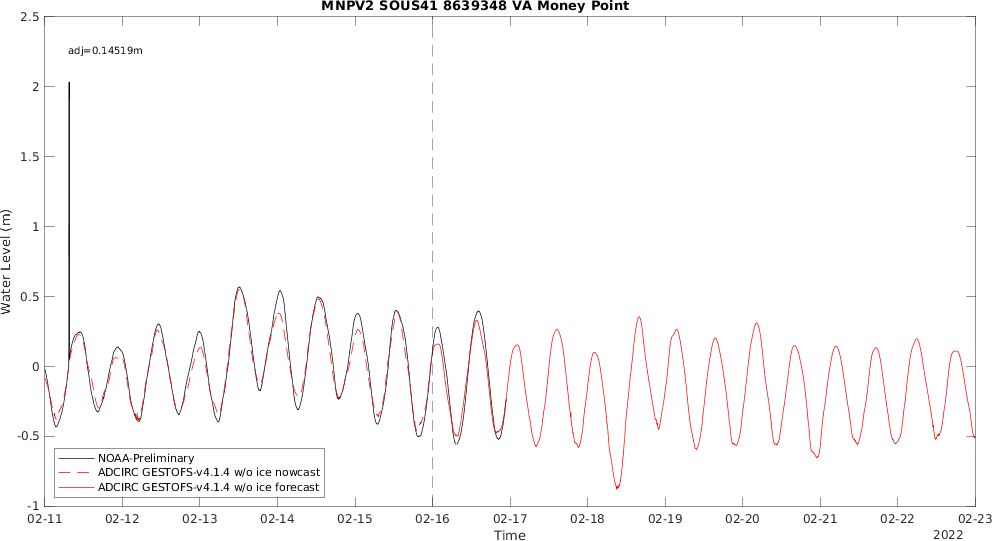 MNPV2 SOUS41 8639348 VA Money Point
adj=0.14519m
2.5
2
1.5
1
0.5
0
-0.5
-1
Water Level (m)
NOAA-Preliminary
ADCIRC GESTOFS-v4.1.4 w/o ice nowcast
ADCIRC GESTOFS-v4.1.4 w/o ice forecast
02-11 02-12 02-13 02-14 02-15 02-16 02-17 02-18 02-19 02-20 02-21 02-22 02-23
Time
2022